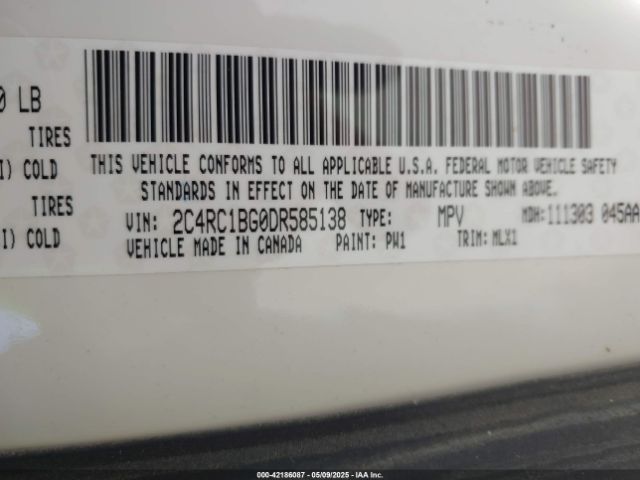 0 LB
TIRES
I) COLD
TIRES
I) COLD
THIS VEHICLE CONFORMS TO ALL APPLICABLE U.S.A. FEDERAL MOTOR VEHICLE SAFETY
STANDARDS IN EFFECT ON THE DATE OF MANUFACTURE SHOWN ABOVE.
VIN: 2C4RC1BG0DR585138 TYPE: MPV MDH:111303 045AA
VEHICLE MADE IN CANADA PAINT: PW1 TRIM: MLX1
000-42186087 | 05/09/2025 | IAA Inc.